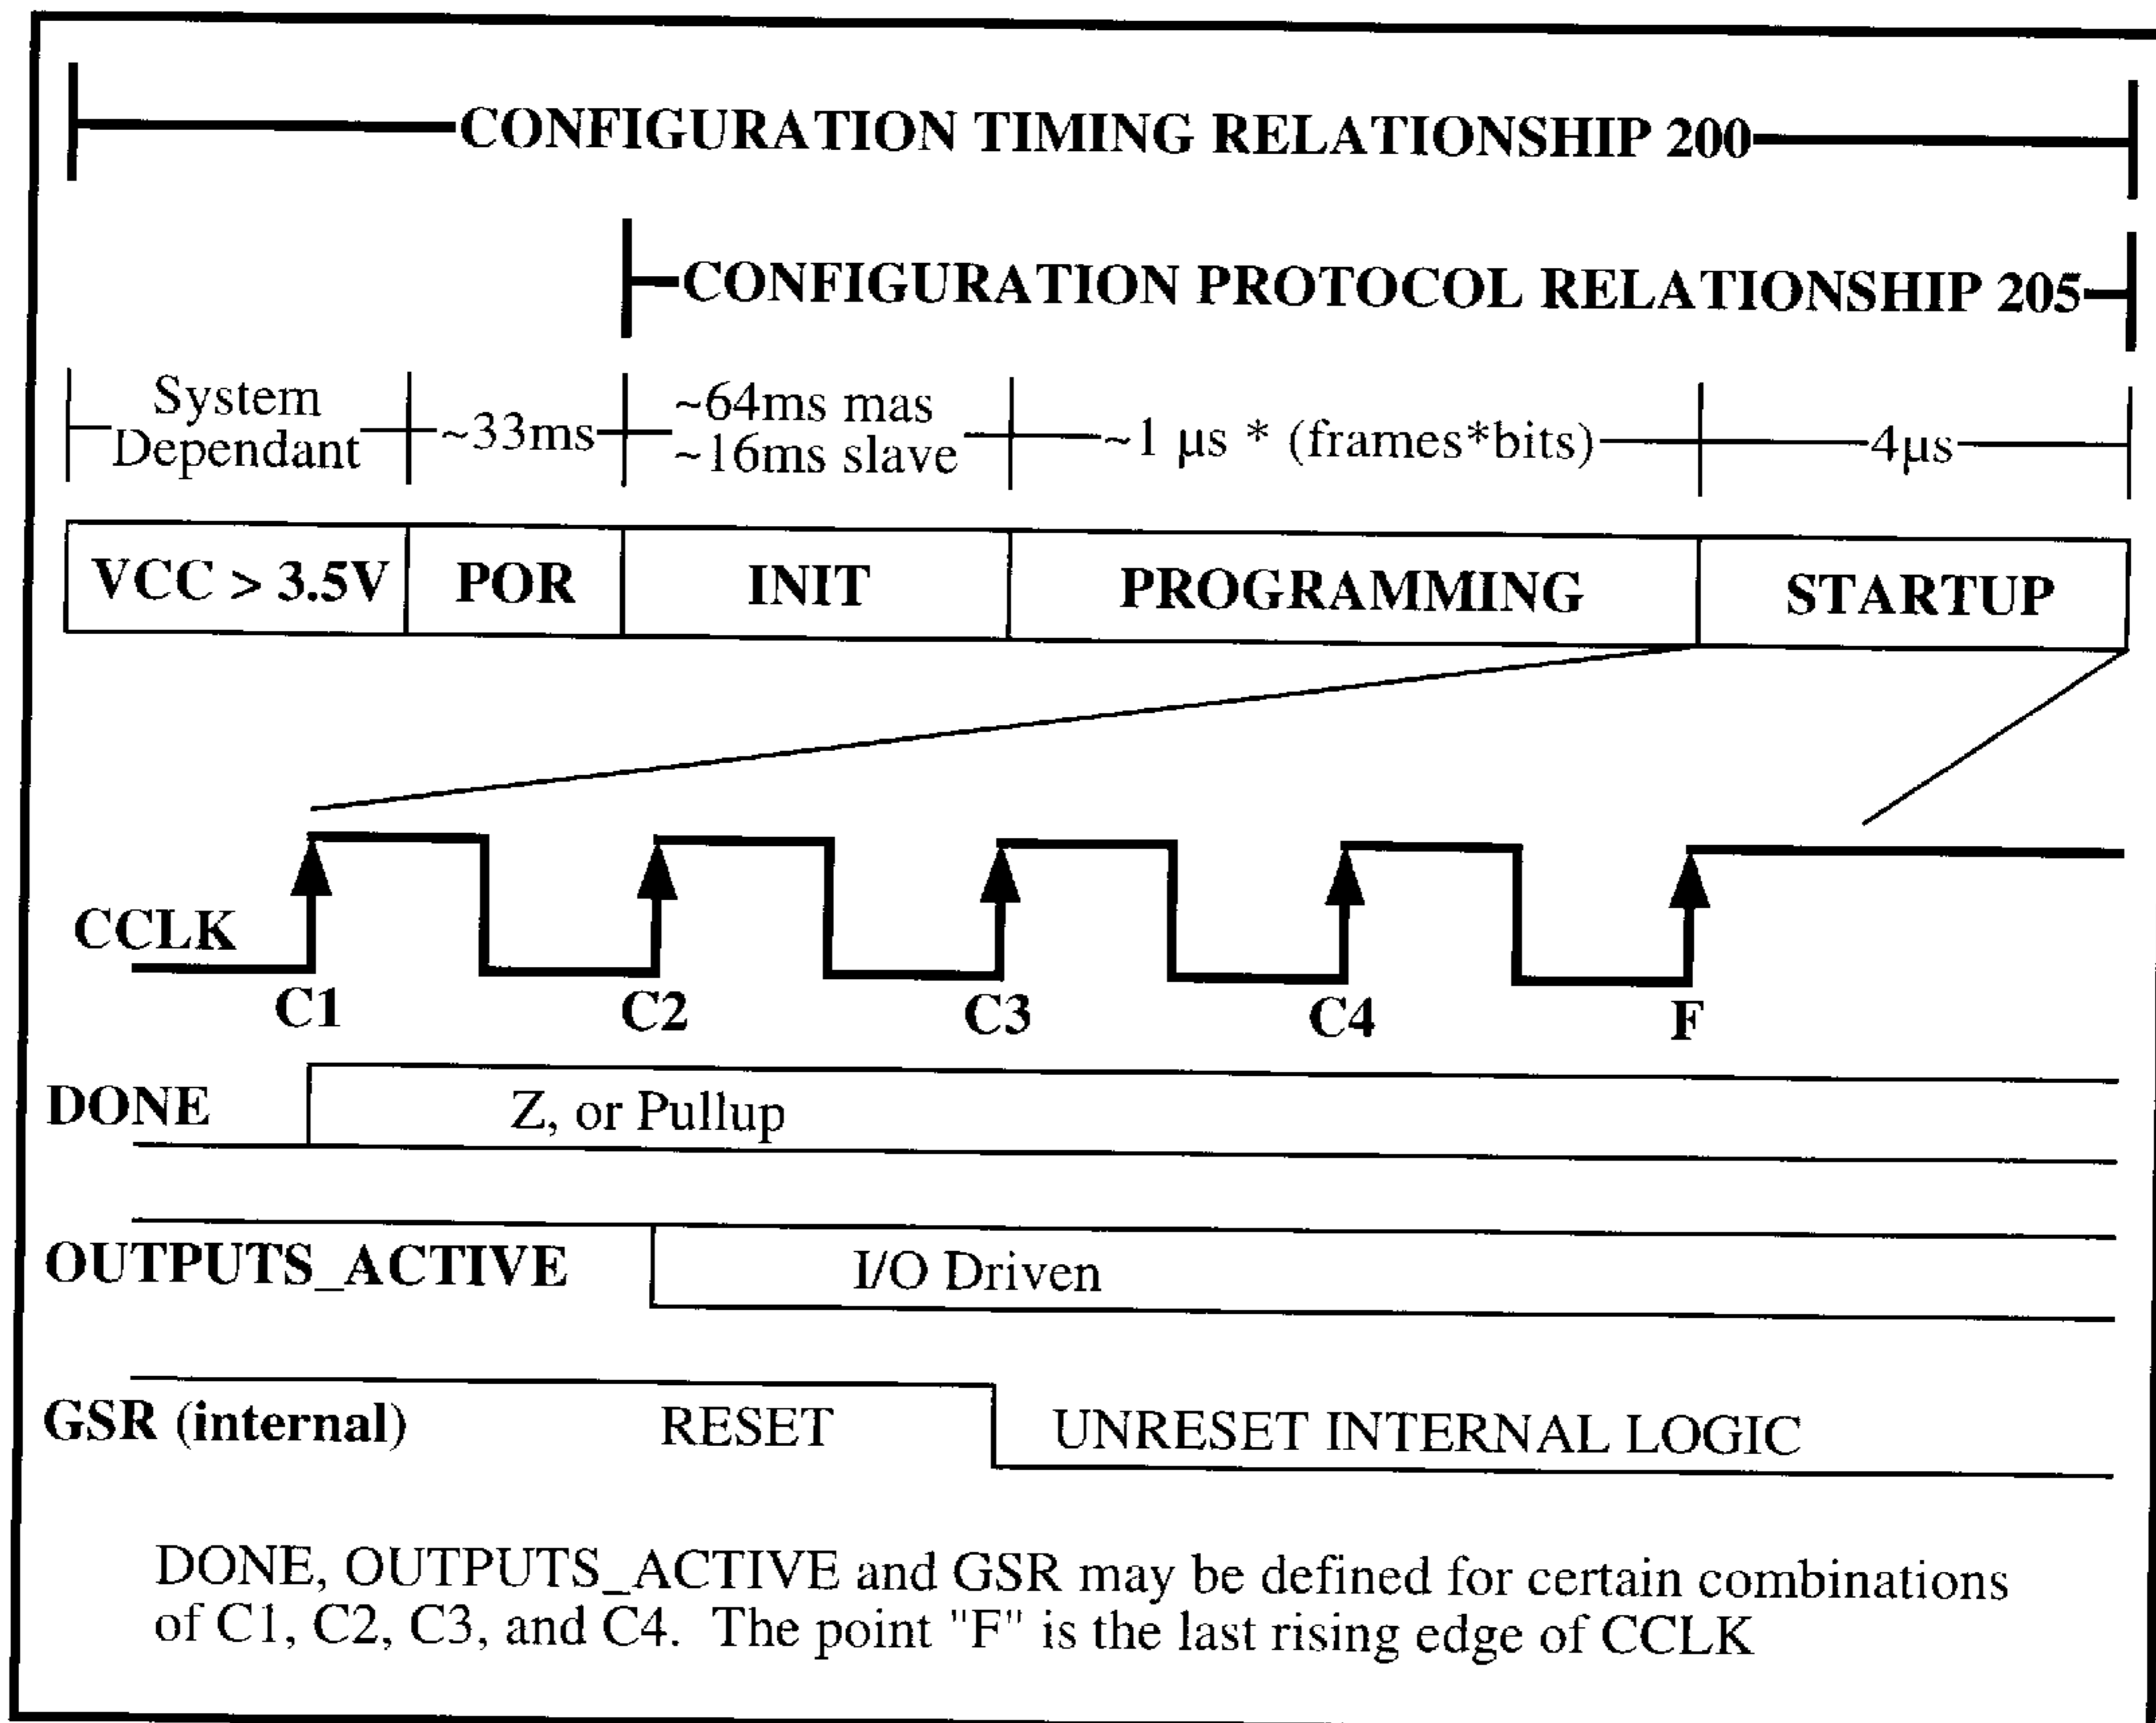 CONFIGURATION TIMING RELATIONSHIP 200
CONFIGURATION PROTOCOL RELATIONSHIP 205
System
Dependant
~33ms
~64ms mas
~16ms slave
~1 µs * (frames*bits)
4µs
VCC > 3.5V
POR
INIT
PROGRAMMING
STARTUP
CCLK
C1
C2
C3
C4
F
DONE
Z, or Pullup
OUTPUTS_ACTIVE
I/O Driven
GSR (internal)
RESET
UNRESET INTERNAL LOGIC
DONE, OUTPUTS_ACTIVE and GSR may be defined for certain combinations
of C1, C2, C3, and C4. The point "F" is the last rising edge of CCLK